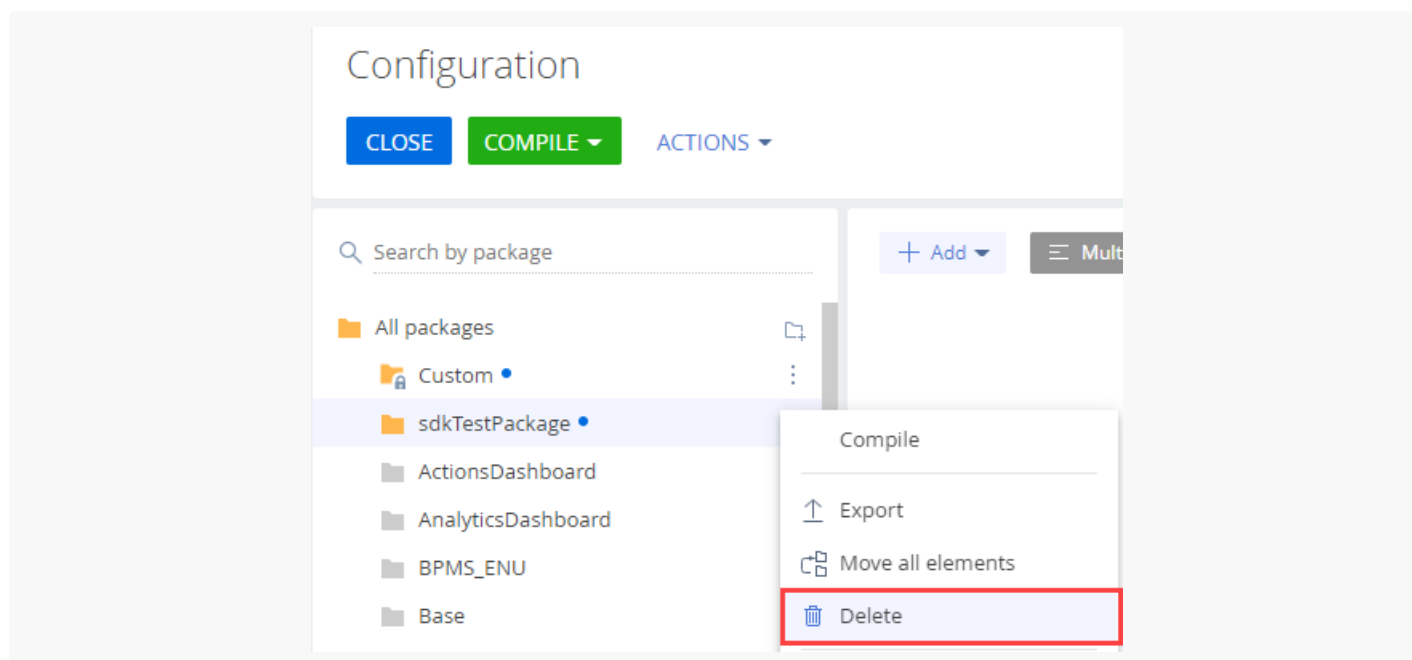 Configuration
CLOSE COMPILE ACTIONS
Search by package
+ Add Mult
All packages
Custom
sdkTestPackage
Compile
ActionsDashboard
Export
AnalyticsDashboard
Move all elements
BPMS_ENU
Delete
Base